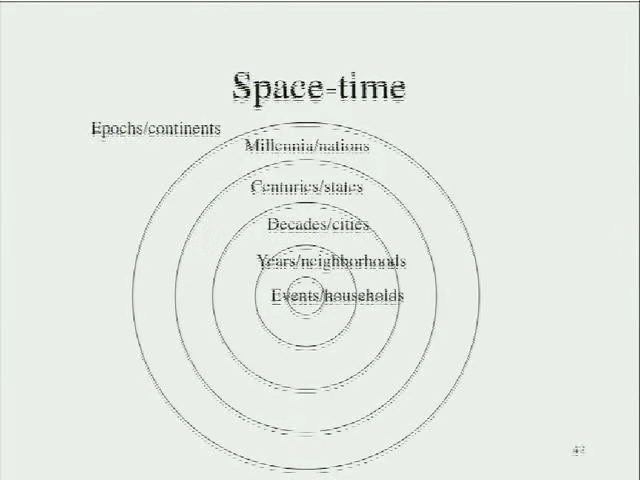 Space-time
Epochs/continents
Millennia/nations
Centuries/states
Decades/cities
Years/neighborhoods
Events/households